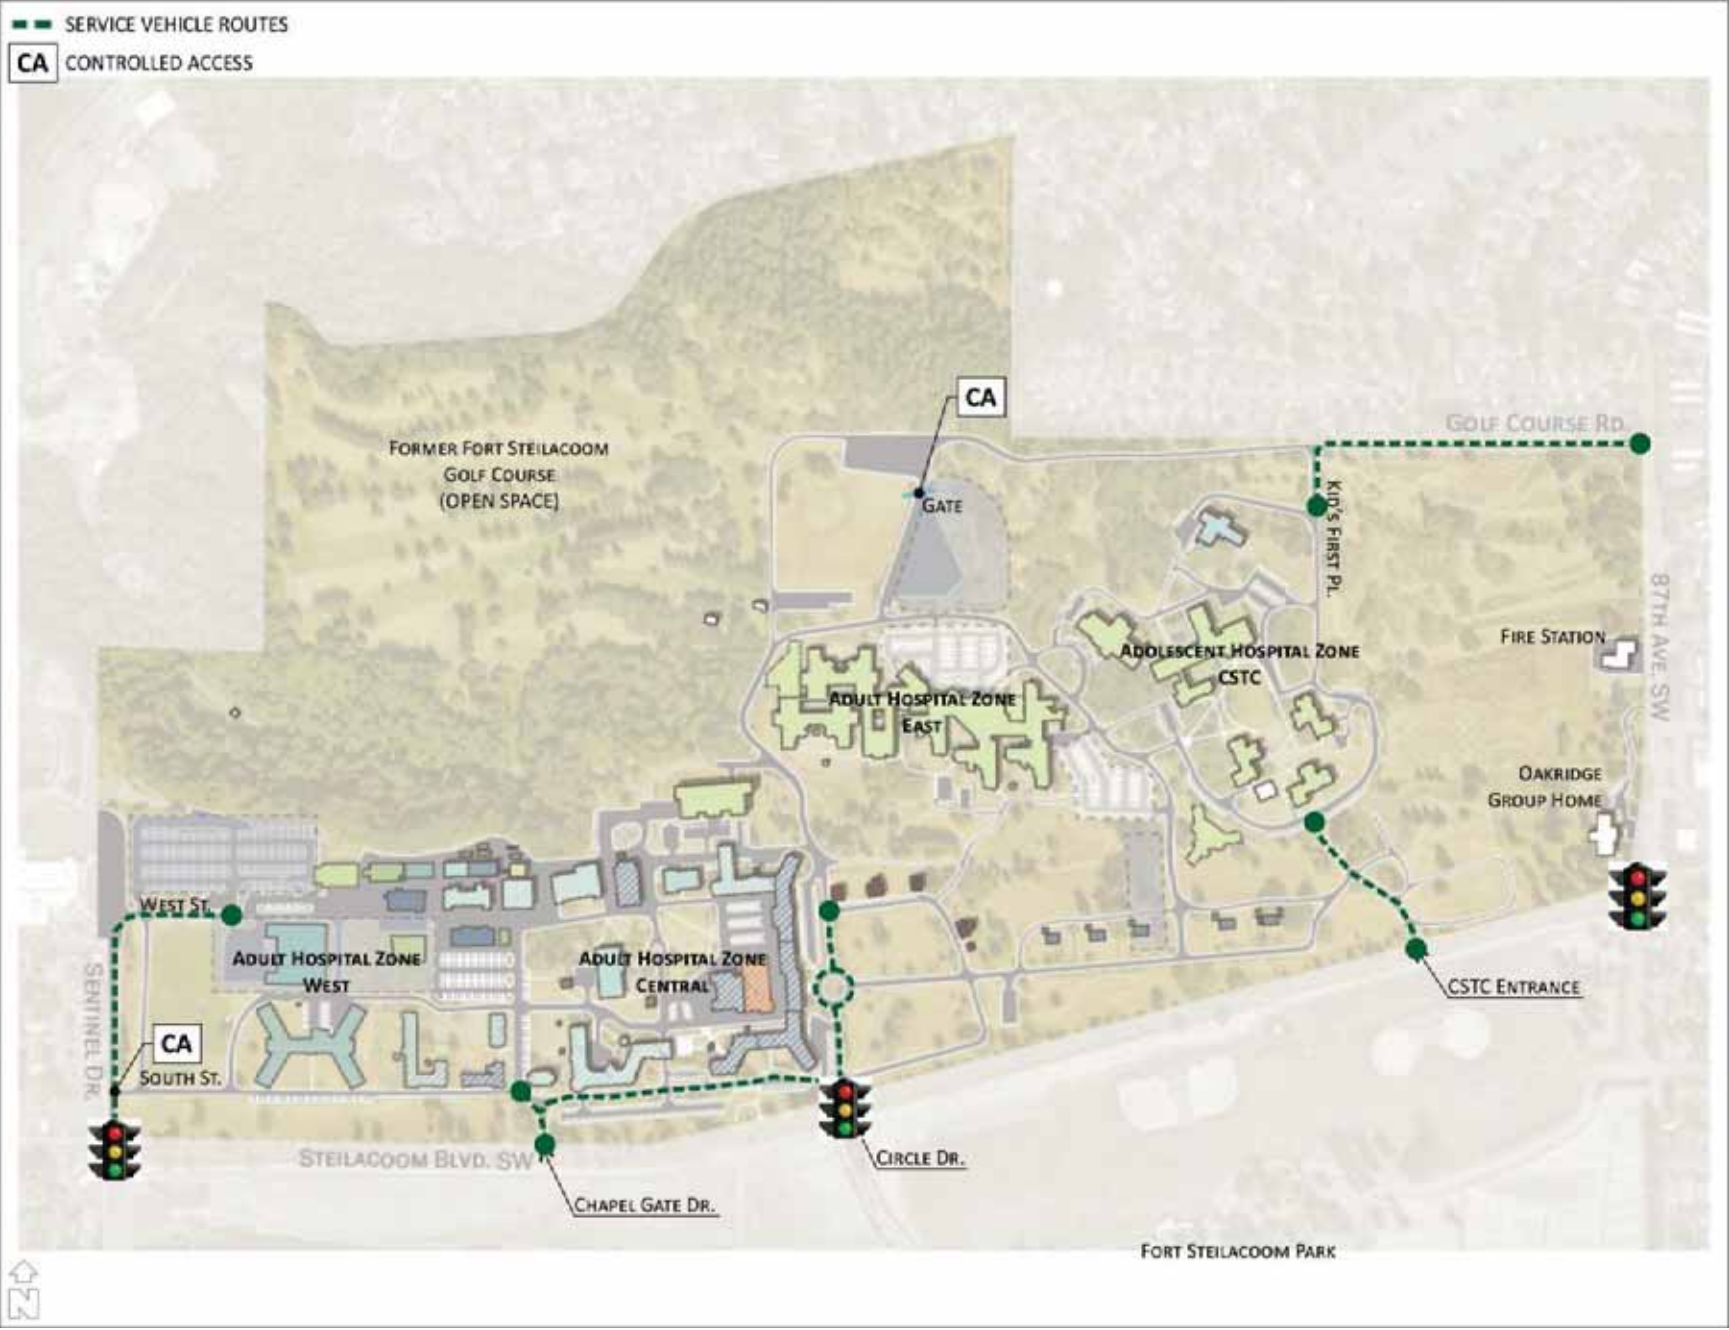 SERVICE VEHICLE ROUTES
CA CONTROLLED ACCESS
CA
GOLF COURSE RD.
FORMER FORT STEILACOOM
GOLF COURSE
(OPEN SPACE)
GATE
KID'S FIRST PL.
87TH AVE. SW
FIRE STATION
ADOLESCENT HOSPITAL ZONE
CSTC
ADULT HOSPITAL ZONE
EAST
OAKRIDGE
GROUP HOME
WEST ST.
ADULT HOSPITAL ZONE
WEST
ADULT HOSPITAL ZONE
CENTRAL
CSTC ENTRANCE
SENTINEL DR.
CA
SOUTH ST.
STEILACOOM BLVD. SW
CIRCLE DR.
CHAPEL GATE DR.
FORT STEILACOOM PARK
N